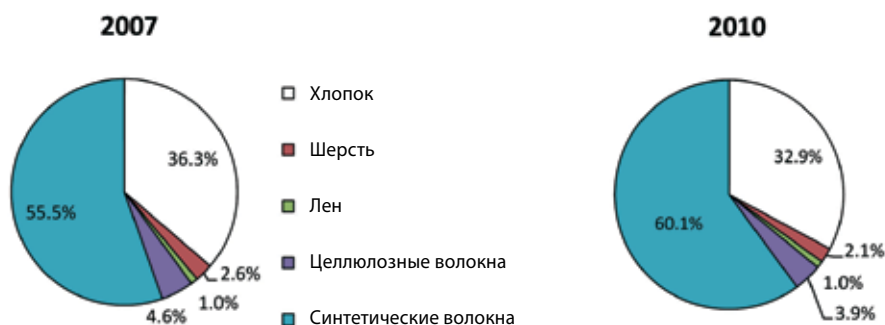 2007
36.3%
2.6%
1.0%
4.6%
55.5%
Хлопок
Шерсть
Лен
Целлюлозные волокна
Синтетические волокна
2010
32.9%
2.1%
1.0%
3.9%
60.1%